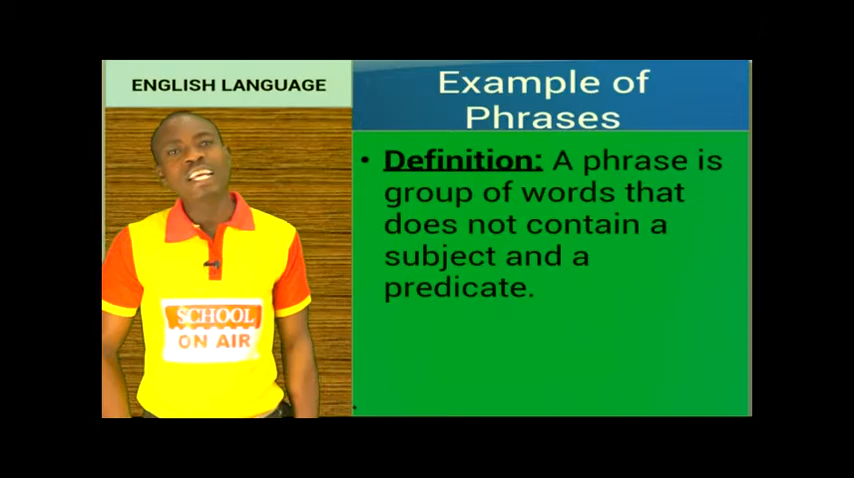 ENGLISH LANGUAGE
Example of
Phrases
• Definition: A phrase is
group of words that
does not contain a
subject and a
predicate.
SCHOOL
ON AIR